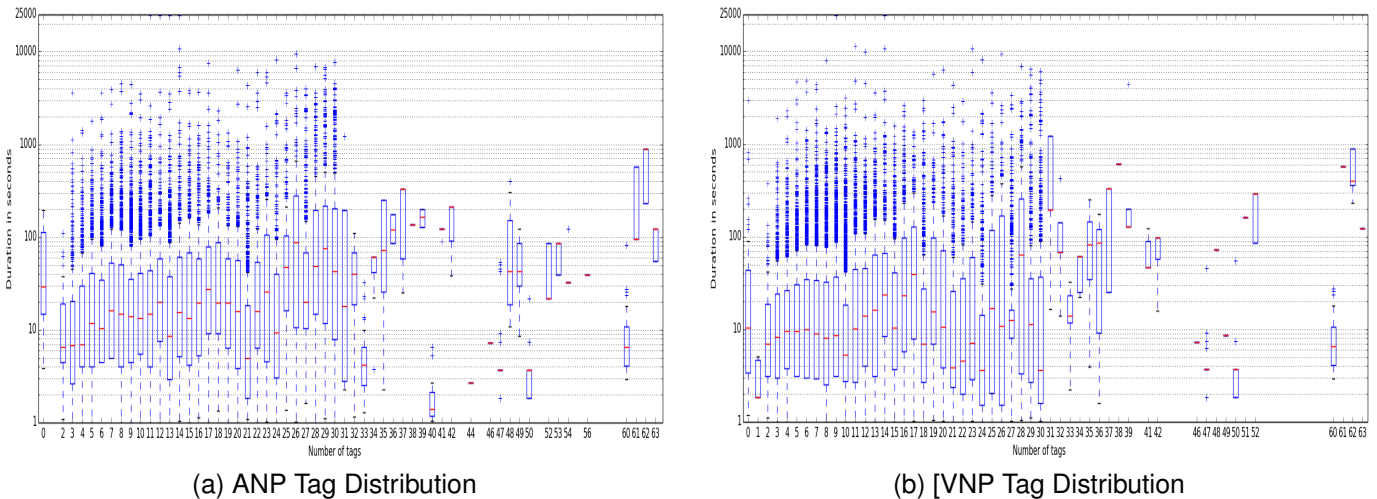 25000
10000
1000
100
10
1
Duration in seconds
0 2 3 4 5 6 7 8 9 10 11 12 13 14 15 16 17 18 19 20 21 22 23 24 25 26 27 28 29 30 31 32 33 34 35 36 37 38 39 40 41 42 44 46 47 48 49 50 52 53 54 56 60 61 62 63
Number of tags
(a) ANP Tag Distribution
25000
10000
1000
100
10
1
Duration in seconds
0 1 2 3 4 5 6 7 8 9 10 11 12 13 14 15 16 17 18 19 20 21 22 23 24 25 26 27 28 29 30 31 32 33 34 35 36 37 38 39 41 42 46 47 48 49 50 51 52 60 61 62 63
Number of tags
(b) [VNP Tag Distribution